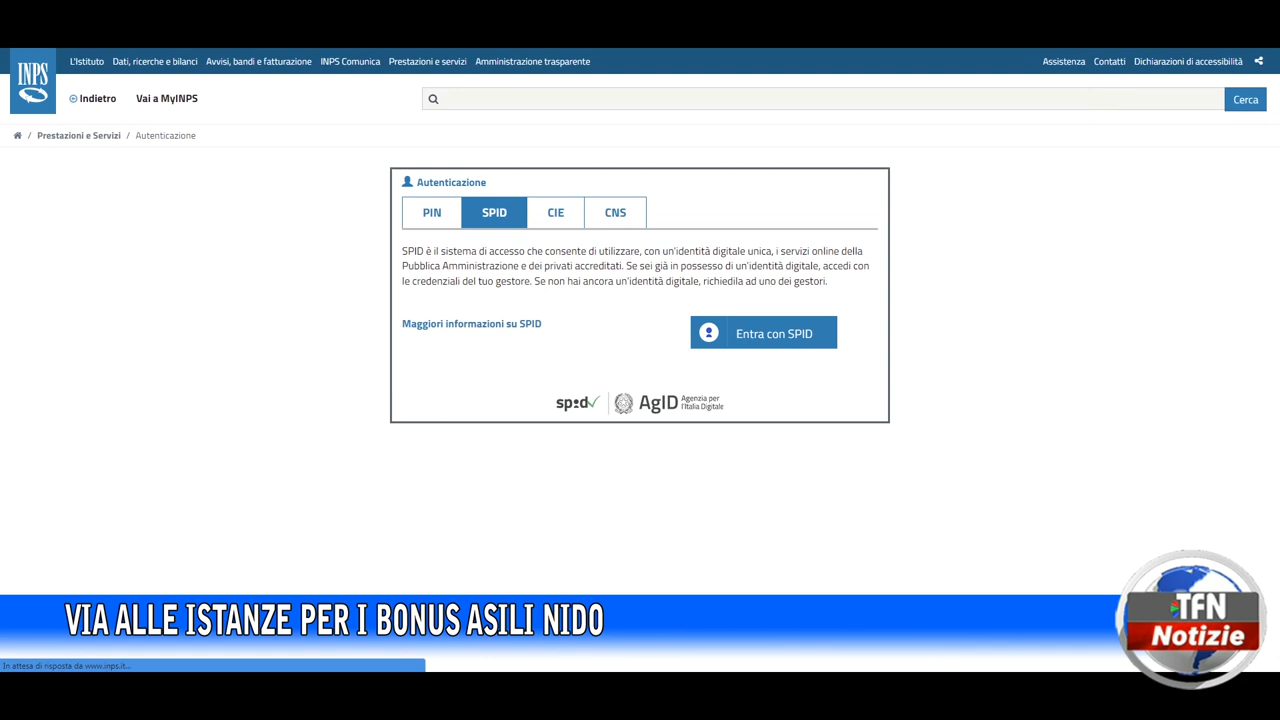 INPS
L'Istituto Dati, ricerche e bilanci Avvisi, bandi e fatturazione INPS Comunica Prestazioni e servizi Amministrazione trasparente Assistenza Contatti Dichiarazioni di accessibilità
Indietro Vai a MyINPS Cerca
/ Prestazioni e Servizi / Autenticazione
Autenticazione
PIN SPID CIE CNS
SPID è il sistema di accesso che consente di utilizzare, con un'identità digitale unica, i servizi online della
Pubblica Amministrazione e dei privati accreditati. Se sei già in possesso di un'identità digitale, accedi con
le credenziali del tuo gestore. Se non hai ancora un'identità digitale, richiedila ad uno dei gestori.
Maggiori informazioni su SPID Entra con SPID
spid AgID Agenzia per
l'Italia Digitale
VIA ALLE ISTANZE PER I BONUS ASILI NIDO
TFN
Notizie
In attesa di risposta da www.inps.it...